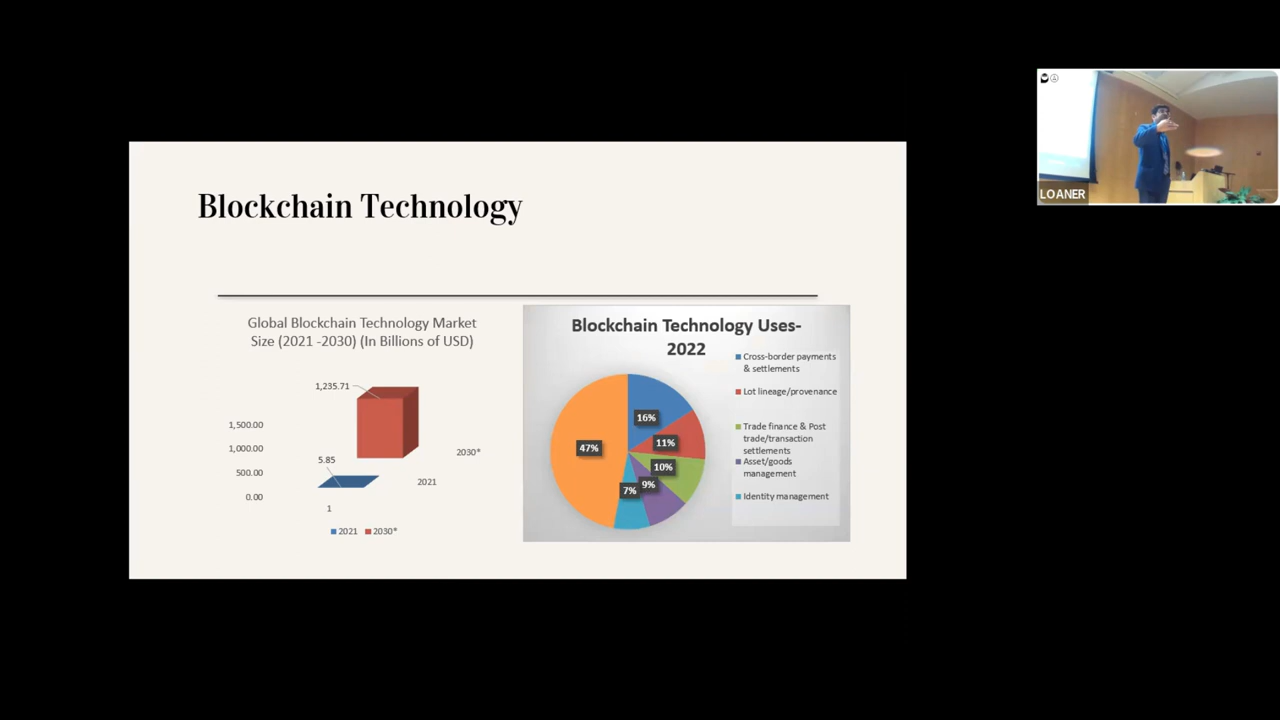 LOANER
Blockchain Technology
Global Blockchain Technology Market
Size (2021 -2030) (In Billions of USD)
1,235.71
1,500.00
1,000.00
500.00
0.00
5.85
2030*
2021
1
2021
2030*
Blockchain Technology Uses-
2022
16%
11%
10%
9%
7%
47%
Cross-border payments
& settlements
Lot lineage/provenance
Trade finance & Post
trade/transaction
settlements
Asset/goods
management
Identity management